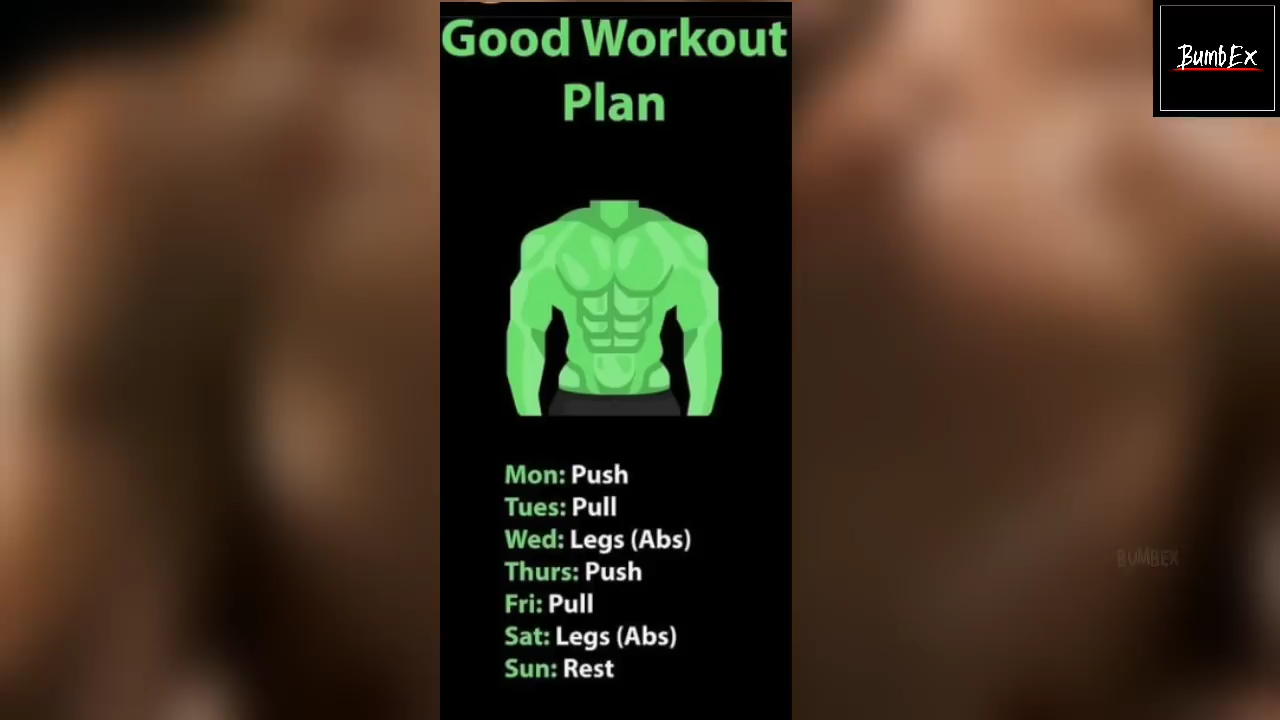 Good Workout
Plan
BumbEx
Mon: Push
Tues: Pull
Wed: Legs (Abs)
Thurs: Push
Fri: Pull
Sat: Legs (Abs)
Sun: Rest
BUMBEX